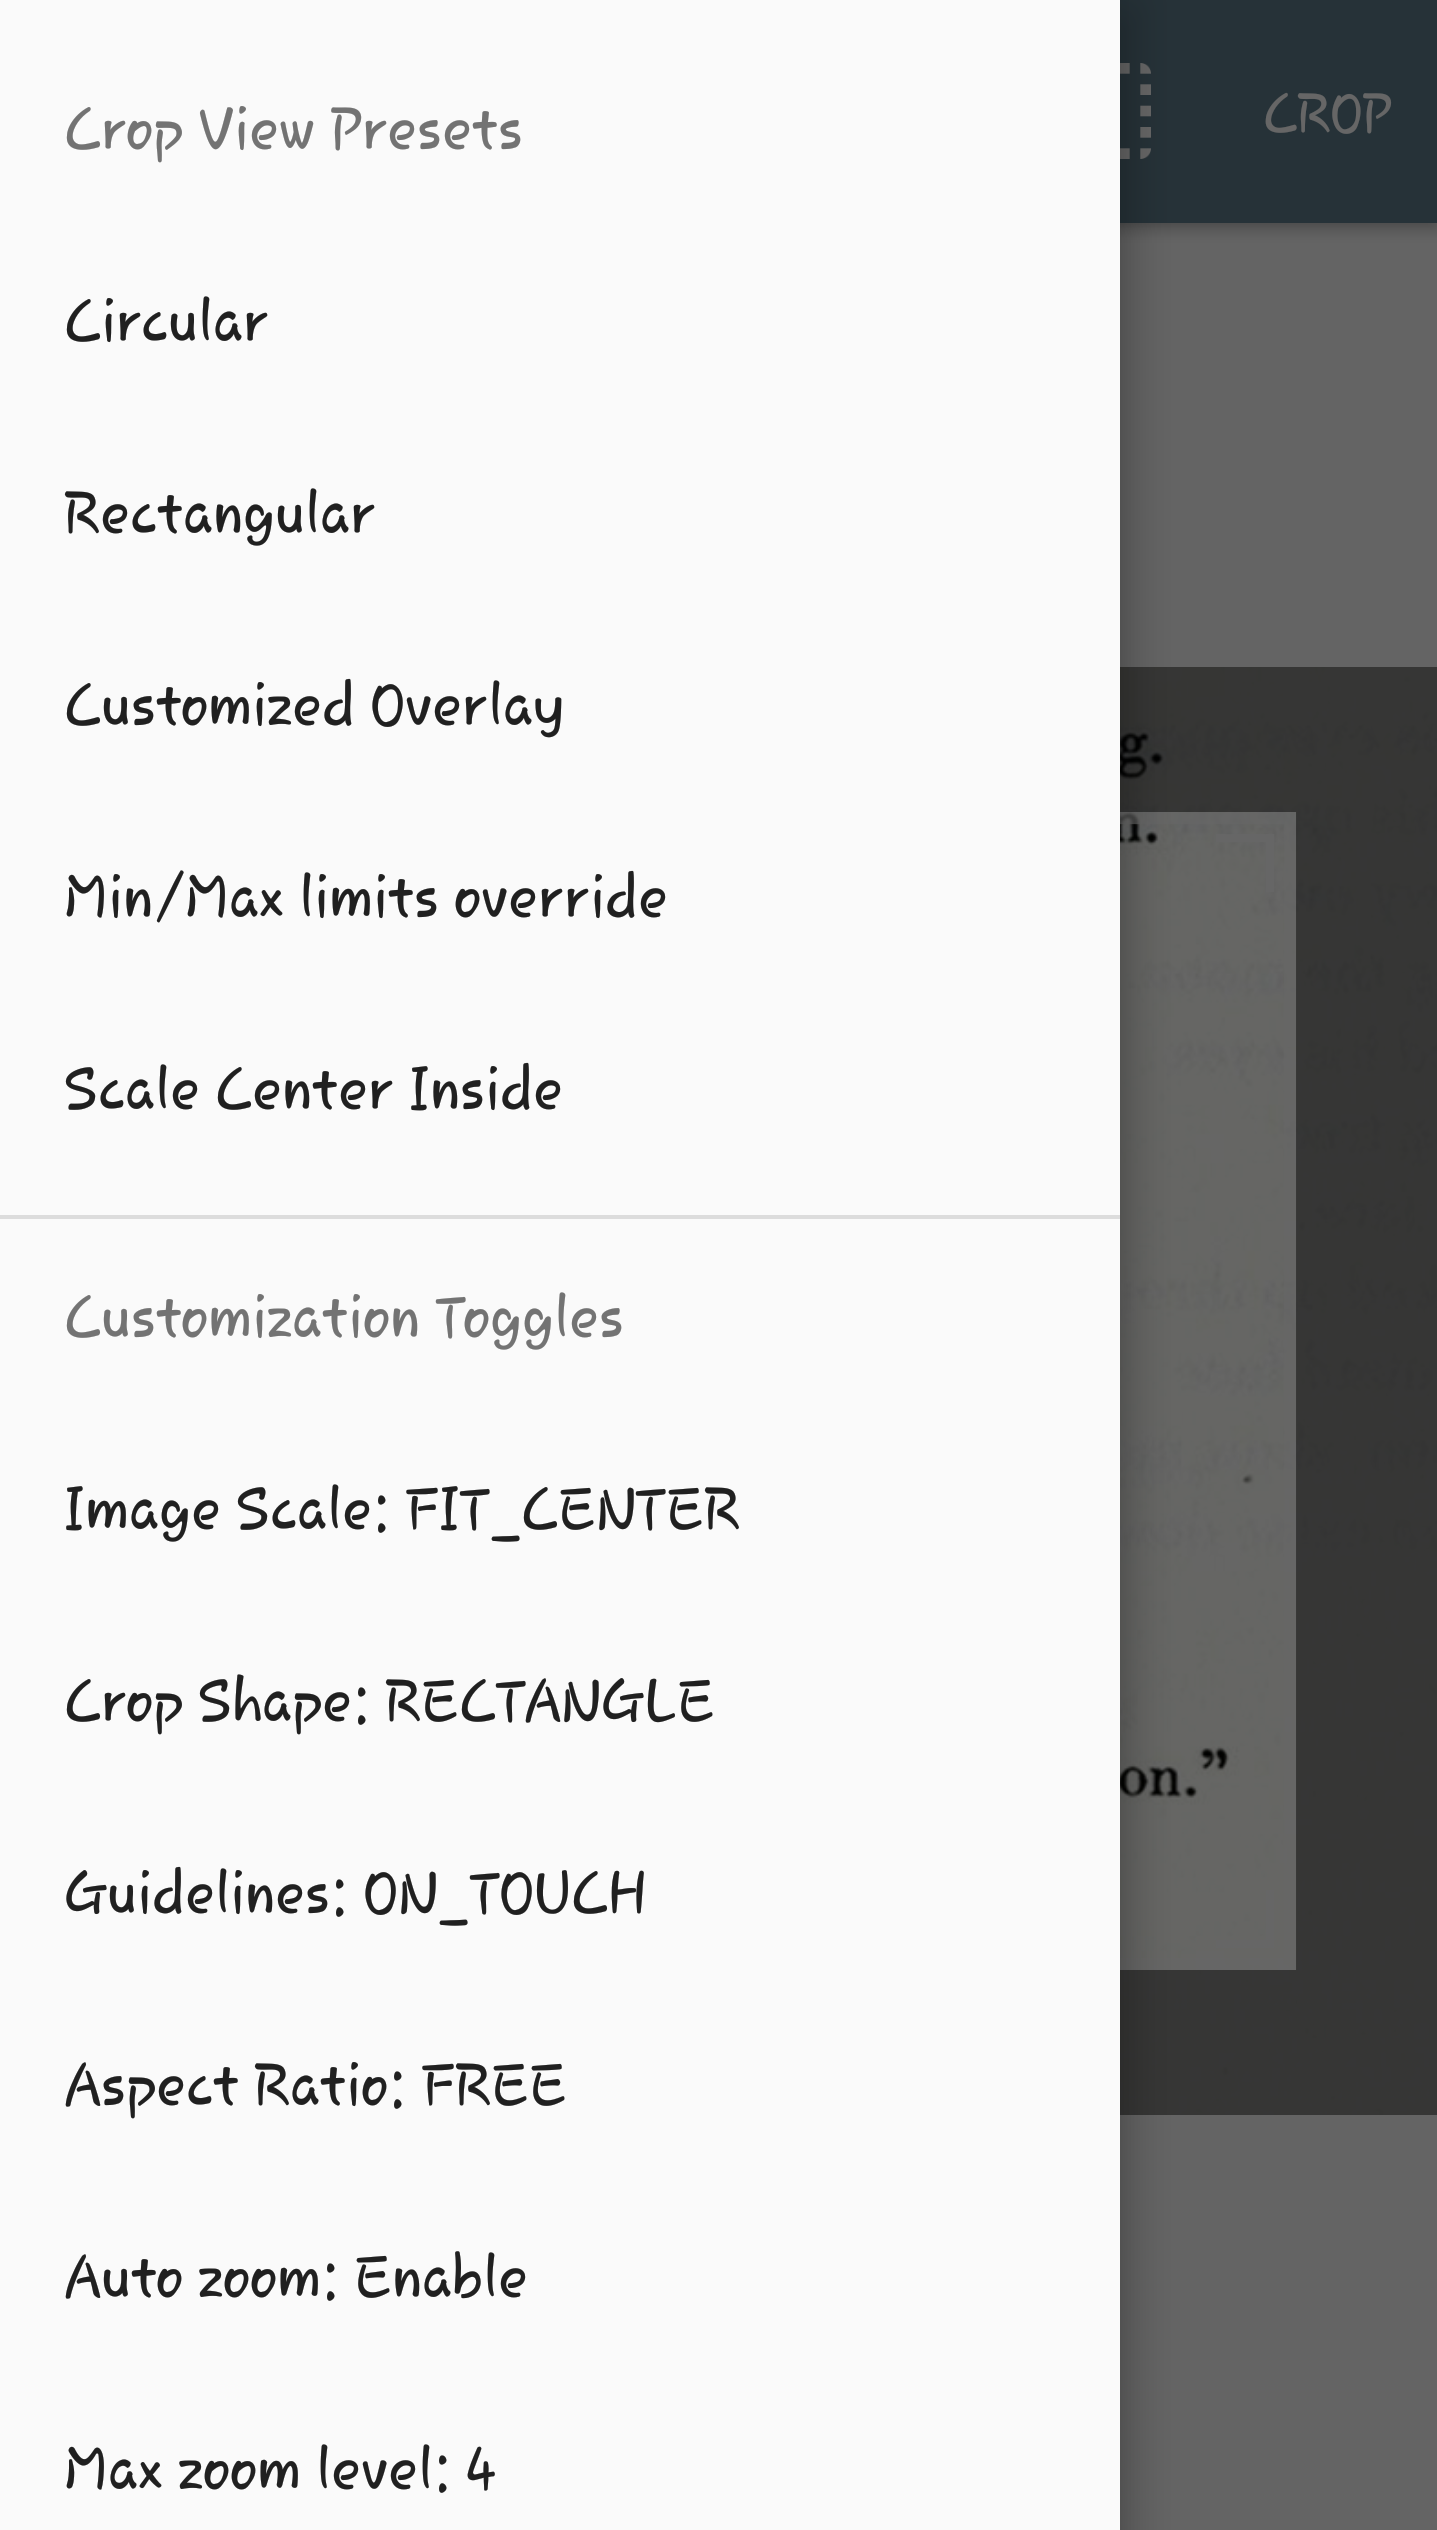 Crop View Presets
CROP
Circular
Rectangular
Customized Overlay
g.
n.
Min/Max limits override
Scale Center Inside
Customization Toggles
Image Scale: FIT_CENTER
Crop Shape: RECTANGLE
on.”
Guidelines: ON_TOUCH
Aspect Ratio: FREE
Auto zoom: Enable
Max zoom level: 4